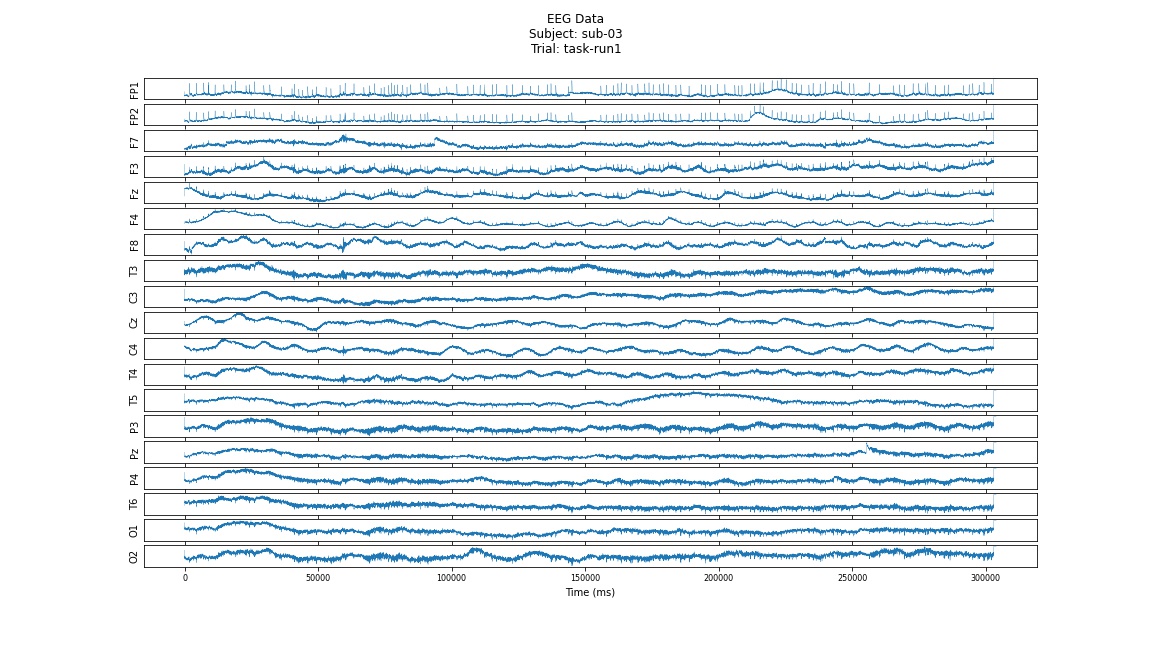 EEG Data
Subject: sub-03
Trial: task-run1
FP1
FP2
F7
F3
Fz
F4
F8
T3
C3
Cz
C4
T4
T5
P3
Pz
P4
T6
O1
O2
0 50000 100000 150000 200000 250000 300000
Time (ms)